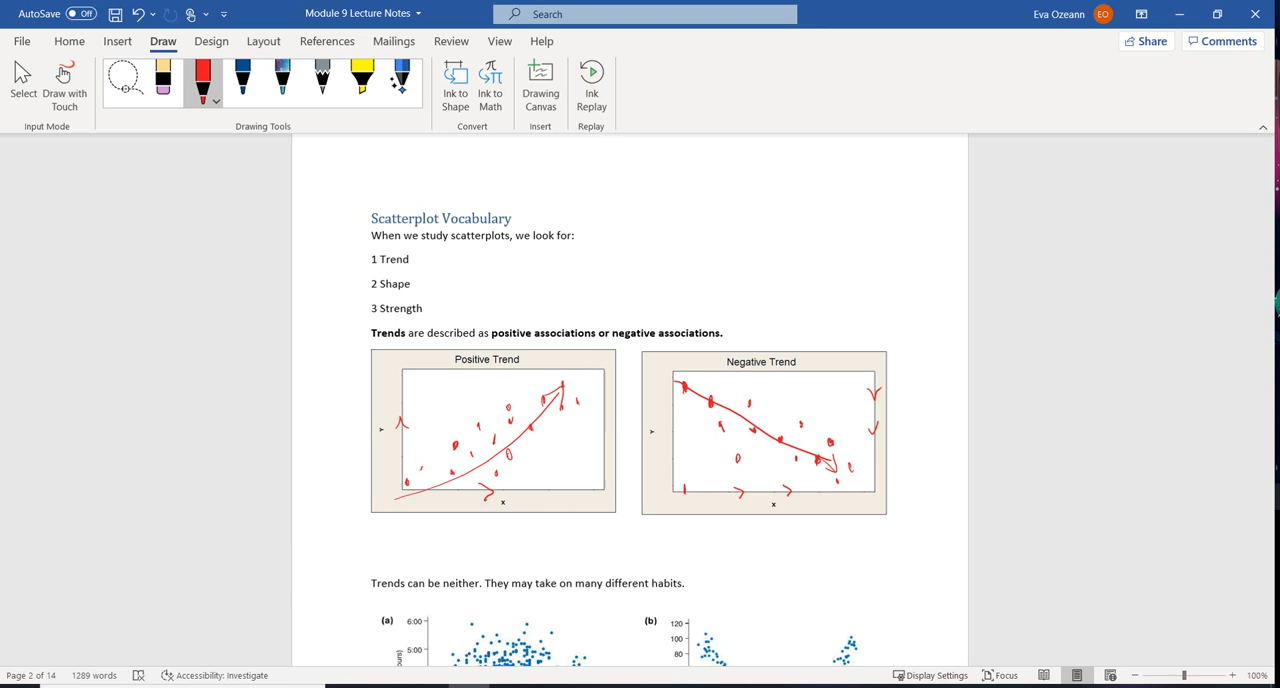 AutoSave Off Module 9 Lecture Notes Search Eva Ozeann EO
File Home Insert Draw Design Layout References Mailings Review View Help Share Comments
Select
Draw with Touch
Input Mode
Drawing Tools
Ink to Shape
Ink to Math
Convert
Drawing Canvas
Insert
Ink Replay
Replay
Scatterplot Vocabulary
When we study scatterplots, we look for:
1 Trend
2 Shape
3 Strength
Trends are described as positive associations or negative associations.
Positive Trend
Y
X
Negative Trend
Y
X
Trends can be neither. They may take on many different habits.
(a) 6:00
5:00
(b) 120
100
80
Page 2 of 14 1289 words Accessibility: Investigate Display Settings Focus 100%